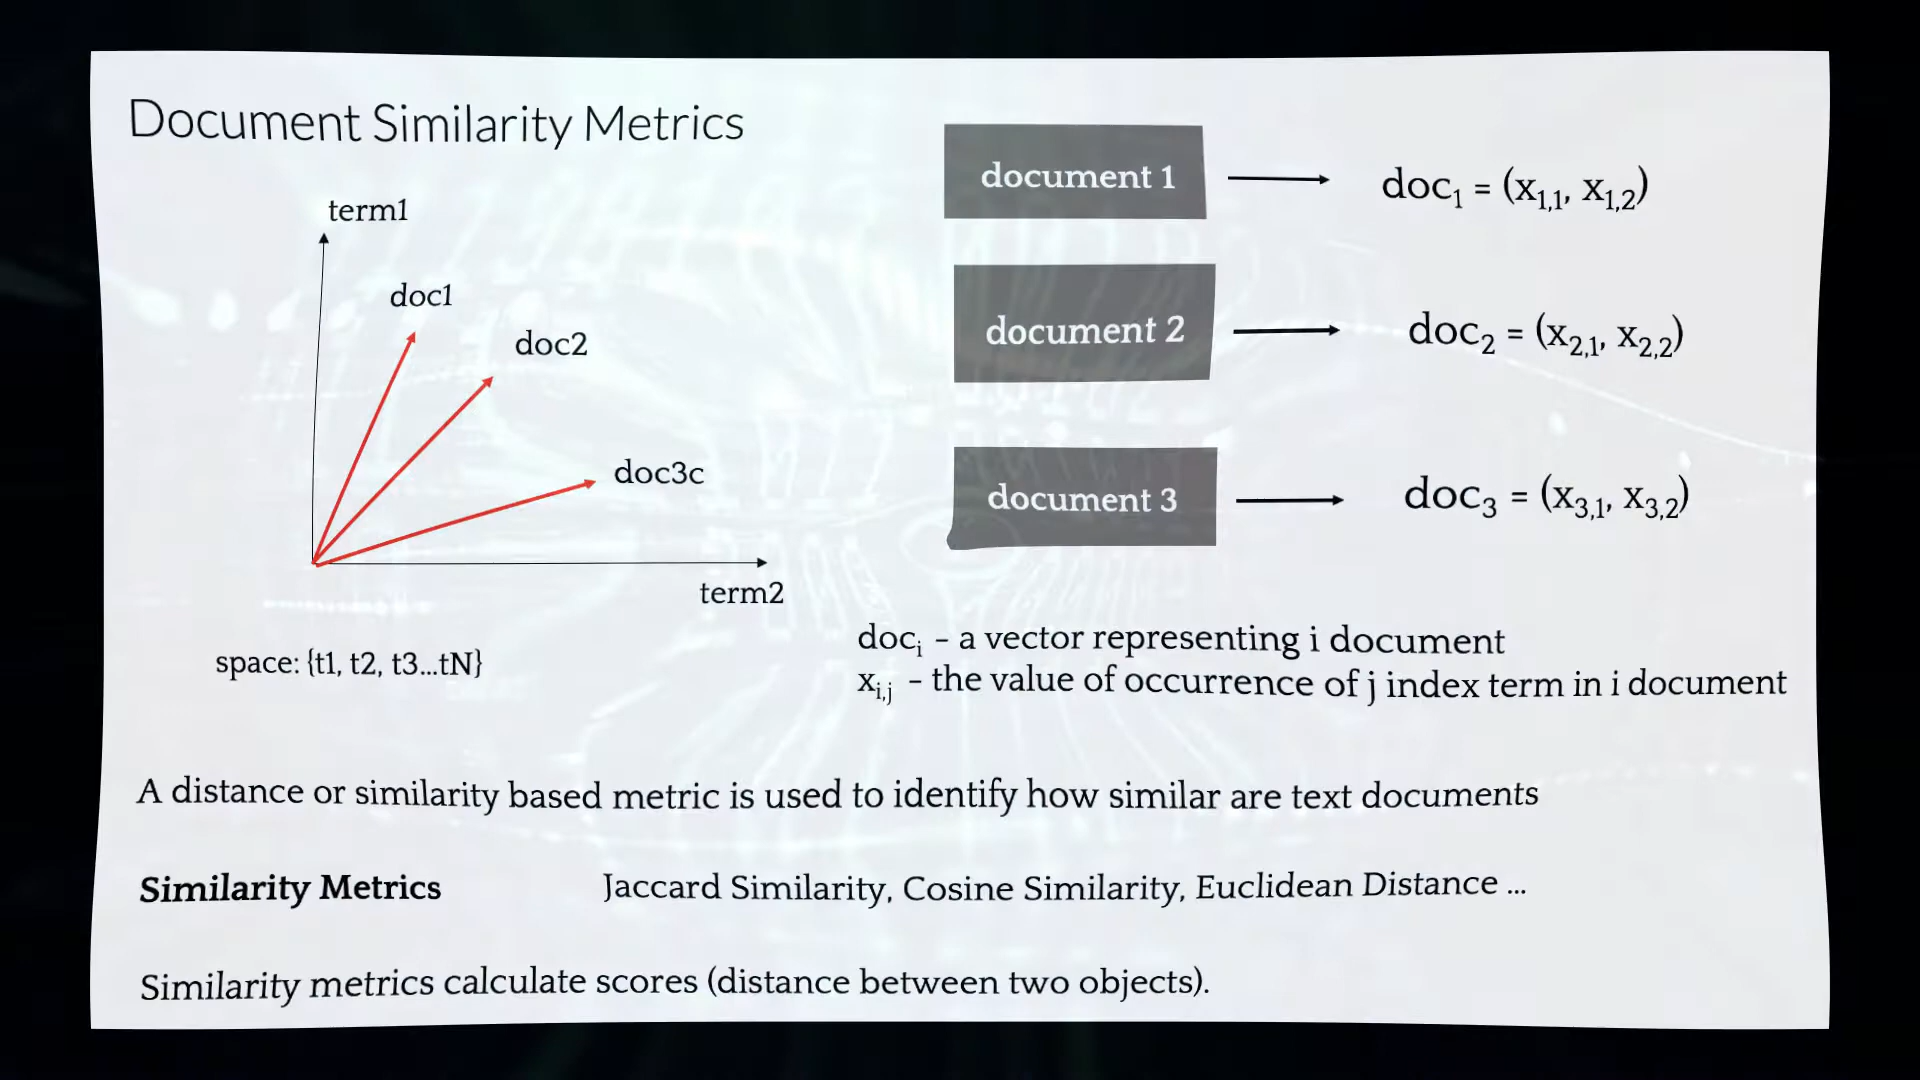 Document Similarity Metrics
term1
doc1
doc2
doc3c
term2
space: {t1, t2, t3...tN}
document 1
doc₁ = (x₁,₁, x₁,₂)
document 2
doc₂ = (x₂,₁, x₂,₂)
document 3
doc₃ = (x₃,₁, x₃,₂)
docᵢ - a vector representing i document
xᵢ,ⱼ - the value of occurrence of j index term in i document
A distance or similarity based metric is used to identify how similar are text documents
Similarity Metrics Jaccard Similarity, Cosine Similarity, Euclidean Distance ...
Similarity metrics calculate scores (distance between two objects).